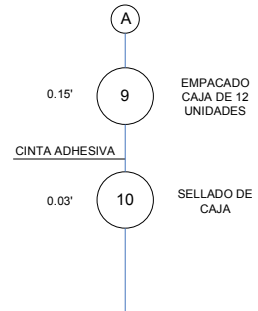 A
0.15'
9
EMPACADO
CAJA DE 12
UNIDADES
CINTA ADHESIVA
0.03'
10
SELLADO DE
CAJA